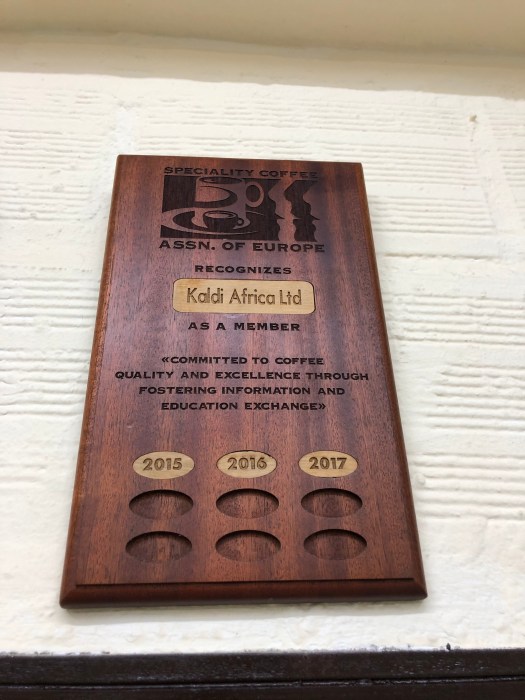 SPECIALITY COFFEE
ASSN. OF EUROPE
RECOGNIZES
Kaldi Africa Ltd
AS A MEMBER
«COMMITTED TO COFFEE
QUALITY AND EXCELLENCE THROUGH
FOSTERING INFORMATION AND
EDUCATION EXCHANGE»
2015 2016 2017